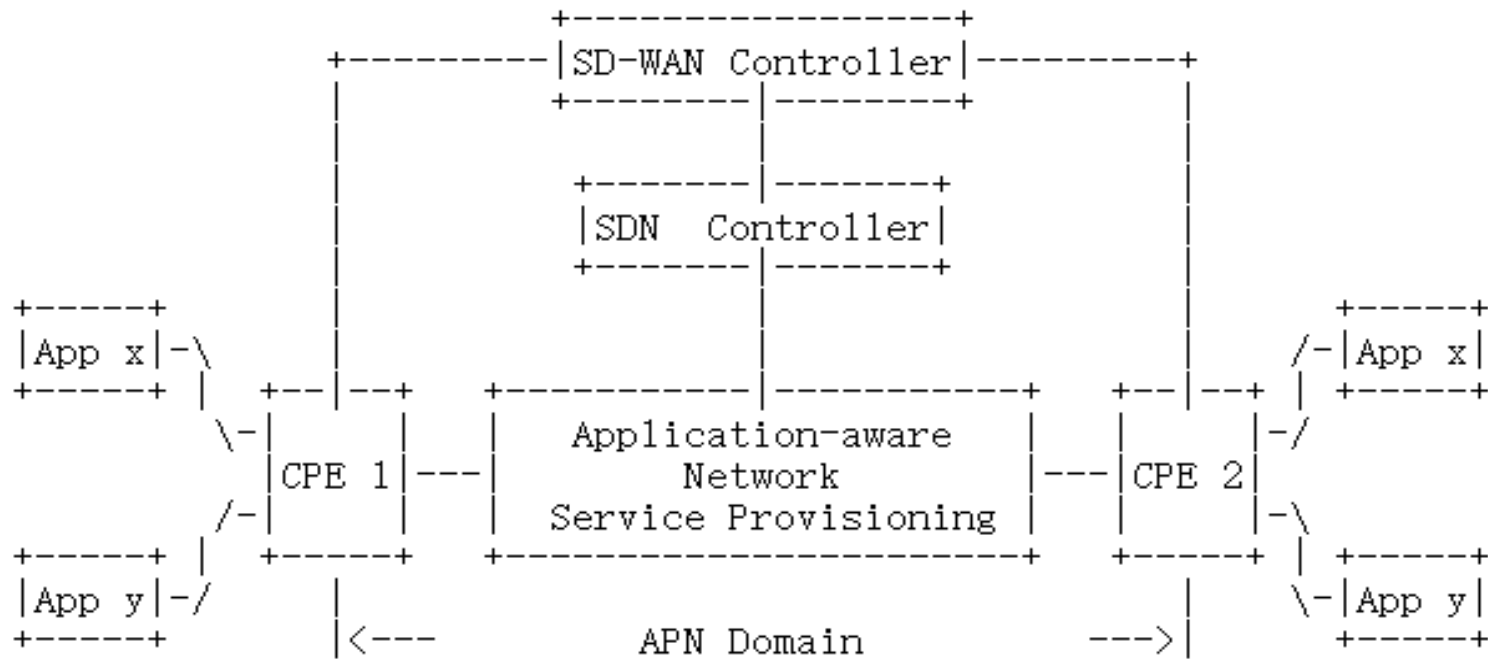 SD-WAN Controller
SDN Controller
App x
App x
Application-aware
CPE 1
Network
CPE 2
Service Provisioning
App y
App y
APN Domain